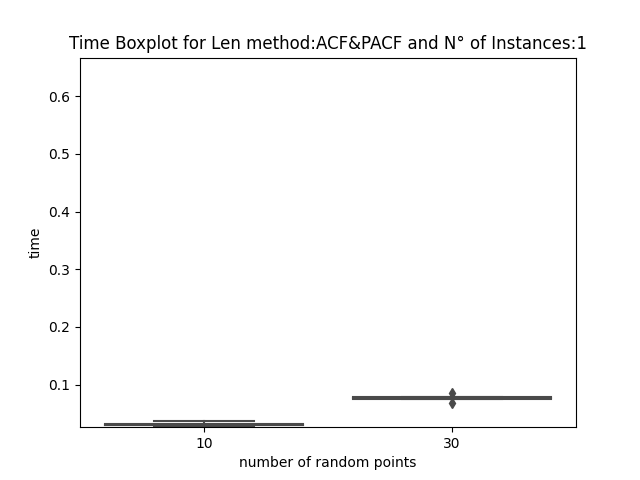 Time Boxplot for Len method:ACF&PACF and N° of Instances:1
0.6
0.5
0.4
0.3
0.2
0.1
time
10
30
number of random points